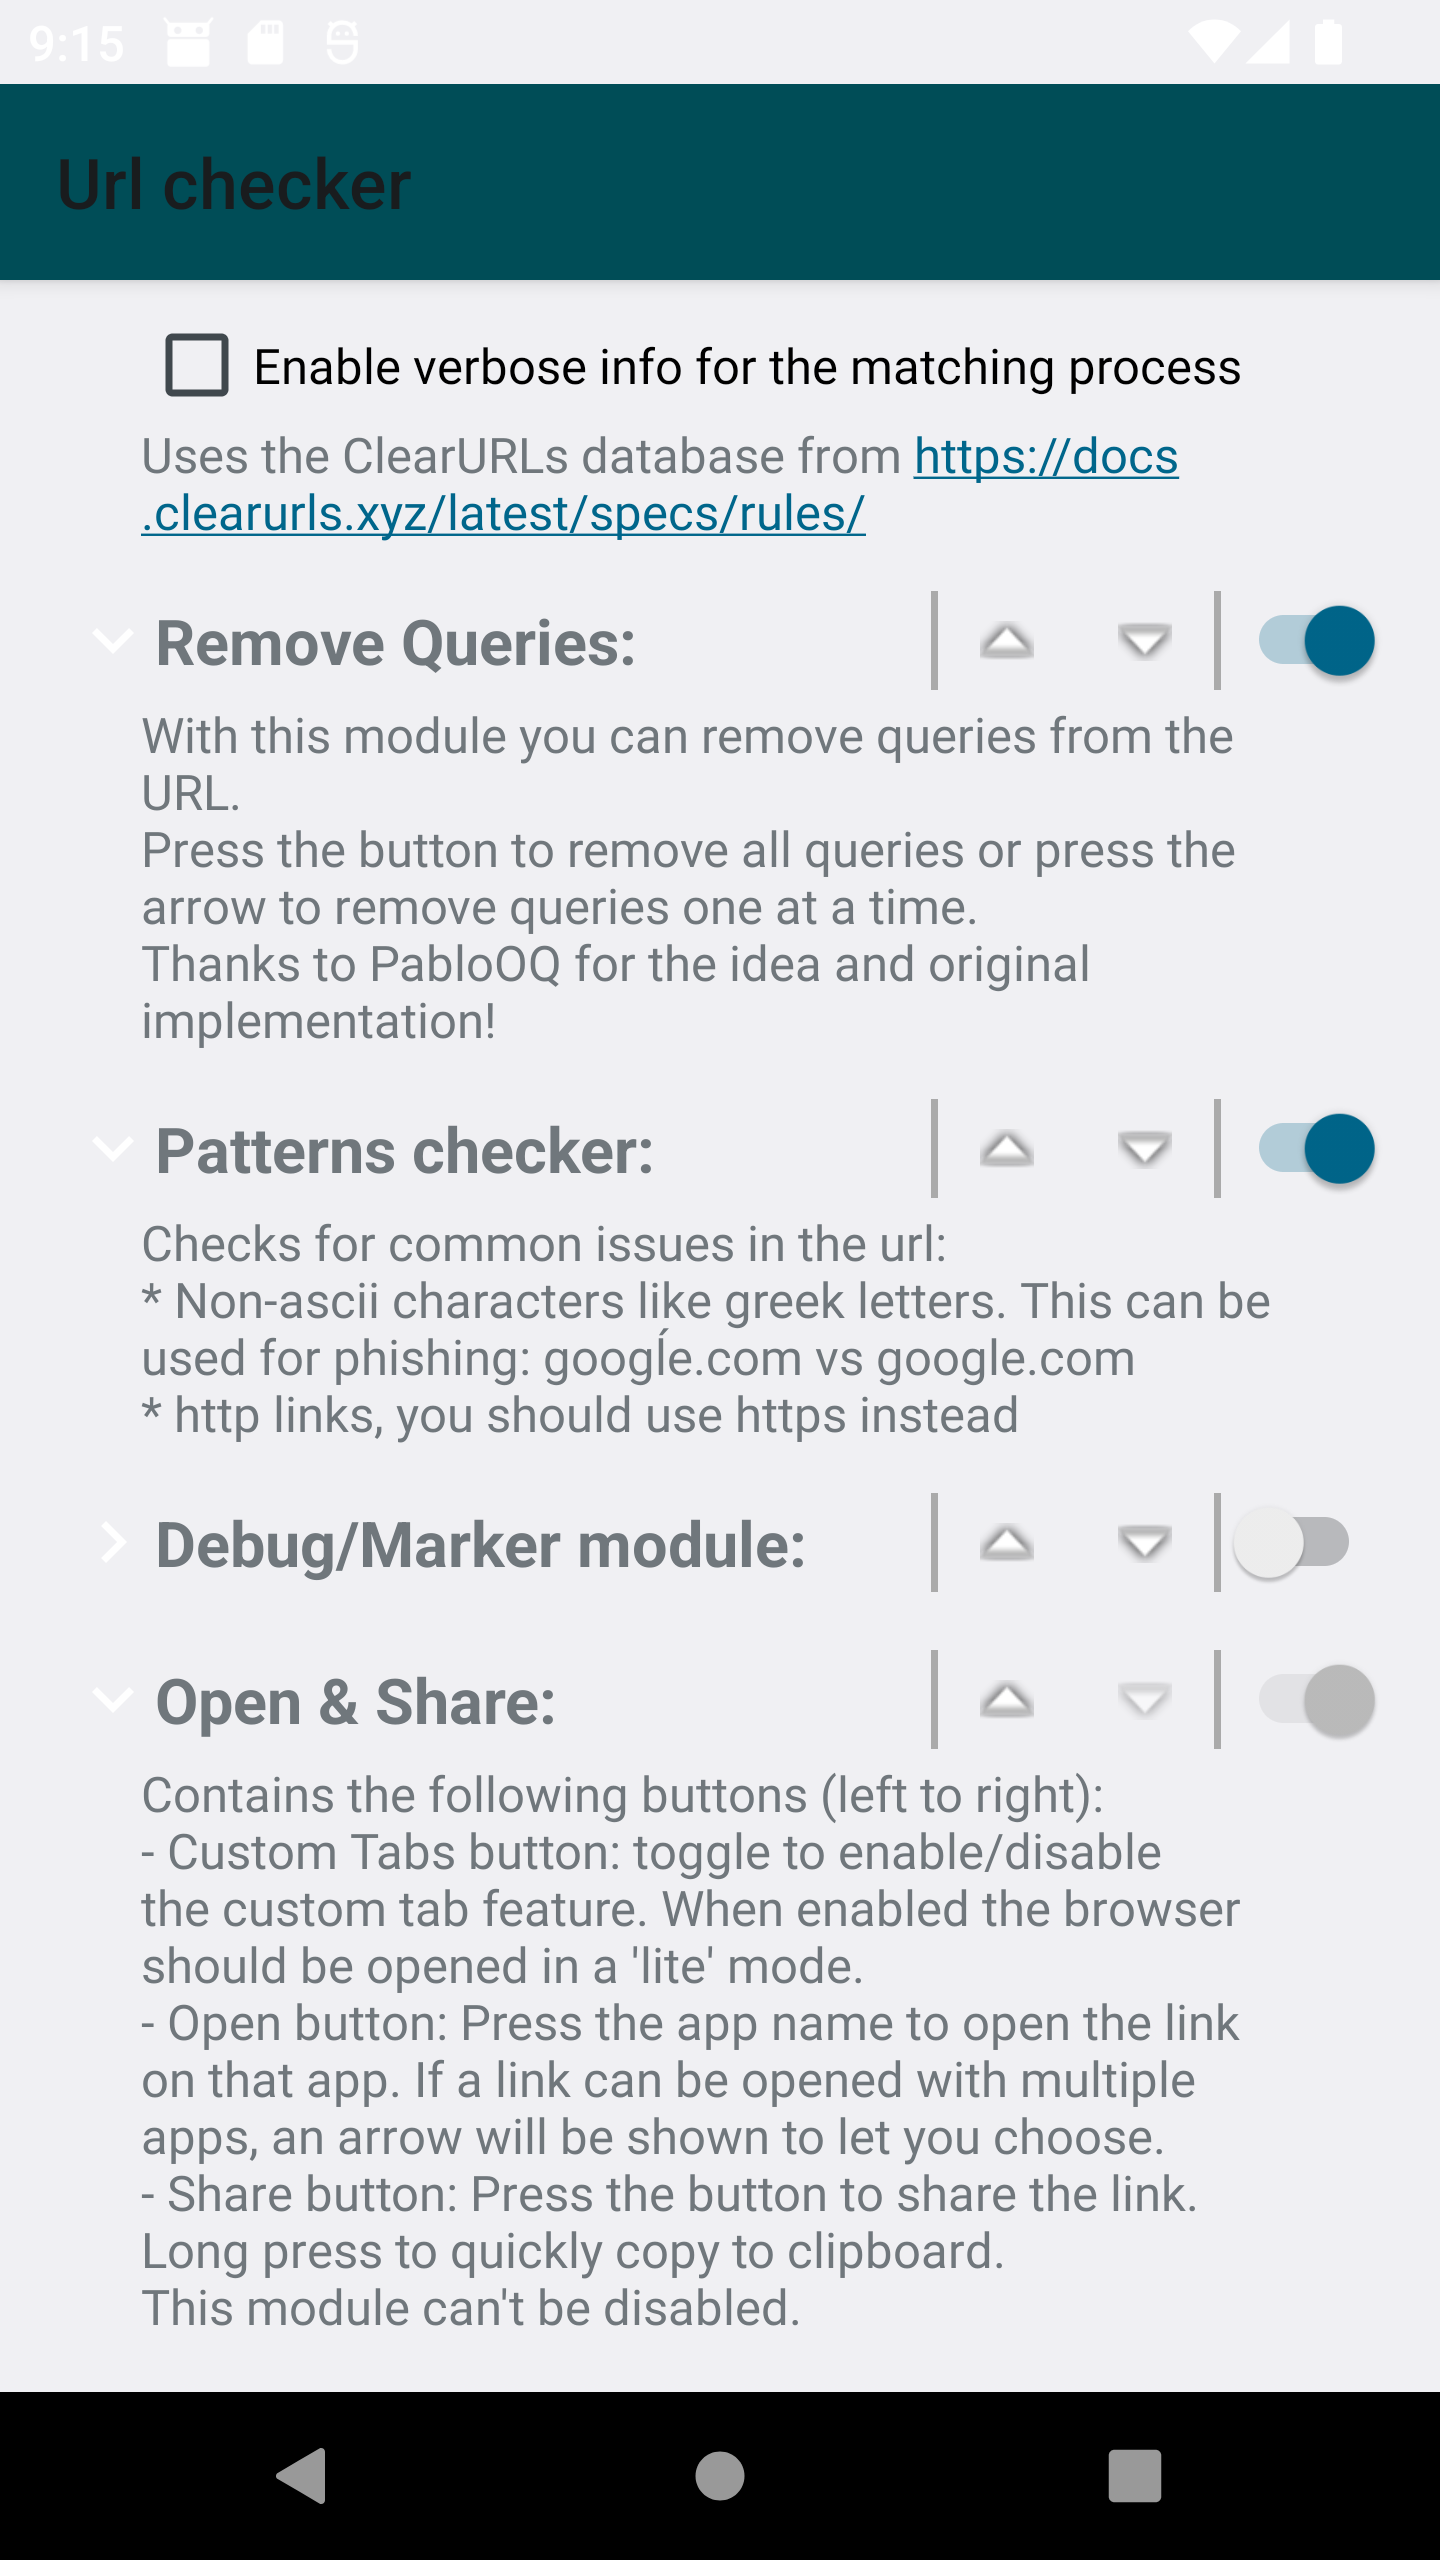 9:15
Url checker
Enable verbose info for the matching process
Uses the ClearURLs database from https://docs
.clearurls.xyz/latest/specs/rules/
Remove Queries:
With this module you can remove queries from the
URL.
Press the button to remove all queries or press the
arrow to remove queries one at a time.
Thanks to PabloOQ for the idea and original
implementation!
Patterns checker:
Checks for common issues in the url:
* Non-ascii characters like greek letters. This can be
used for phishing: googĺe.com vs google.com
* http links, you should use https instead
Debug/Marker module:
Open & Share:
Contains the following buttons (left to right):
- Custom Tabs button: toggle to enable/disable
the custom tab feature. When enabled the browser
should be opened in a 'lite' mode.
- Open button: Press the app name to open the link
on that app. If a link can be opened with multiple
apps, an arrow will be shown to let you choose.
- Share button: Press the button to share the link.
Long press to quickly copy to clipboard.
This module can't be disabled.